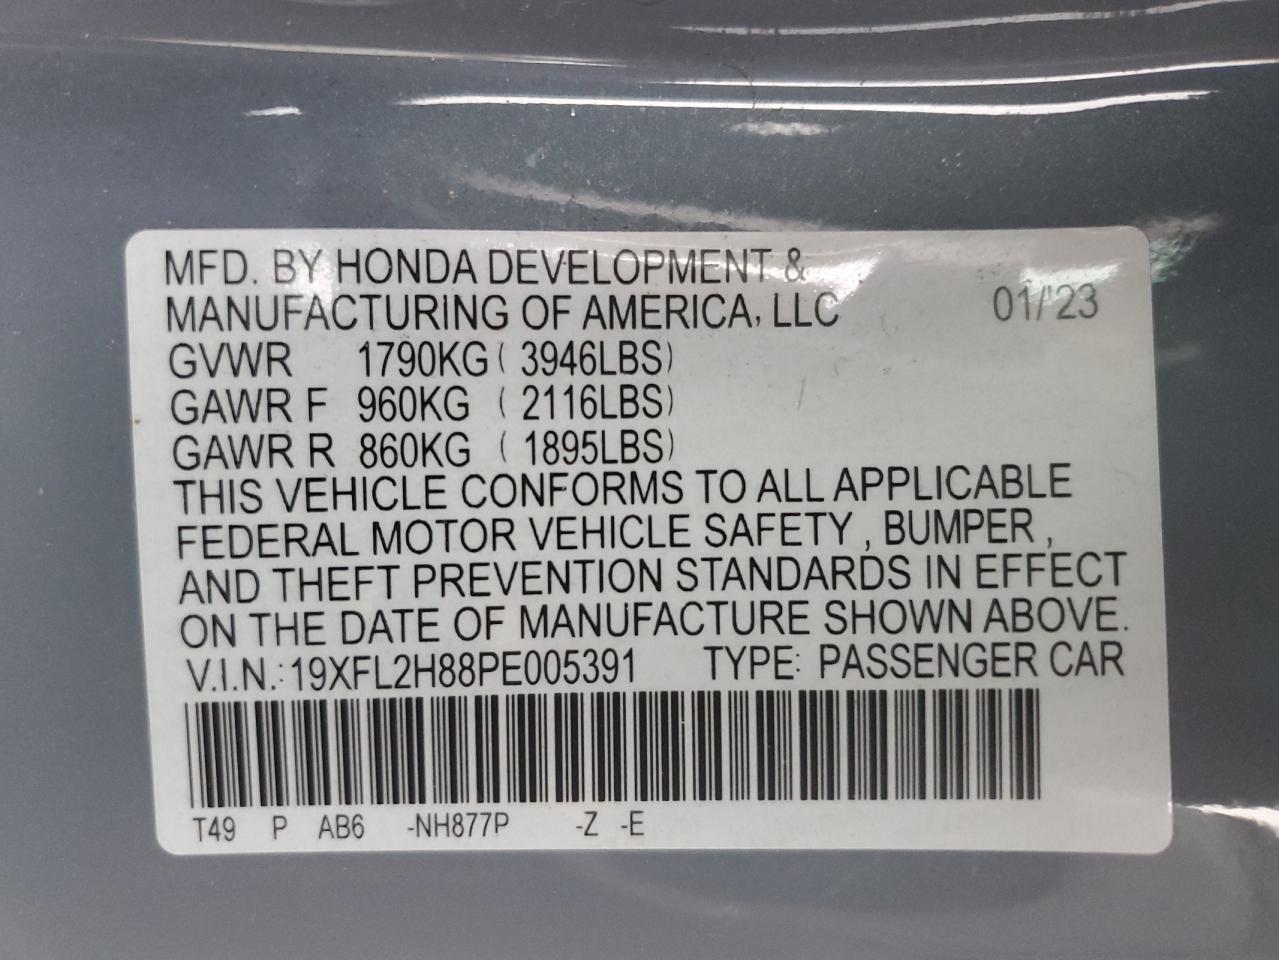 MFD. BY HONDA DEVELOPMENT &
MANUFACTURING OF AMERICA, LLC 01/'23
GVWR 1790KG ( 3946LBS)
GAWR F 960KG ( 2116LBS)
GAWR R 860KG ( 1895LBS)
THIS VEHICLE CONFORMS TO ALL APPLICABLE
FEDERAL MOTOR VEHICLE SAFETY , BUMPER ,
AND THEFT PREVENTION STANDARDS IN EFFECT
ON THE DATE OF MANUFACTURE SHOWN ABOVE.
V.I.N.: 19XFL2H88PE005391 TYPE: PASSENGER CAR
T49 P AB6 -NH877P -Z -E